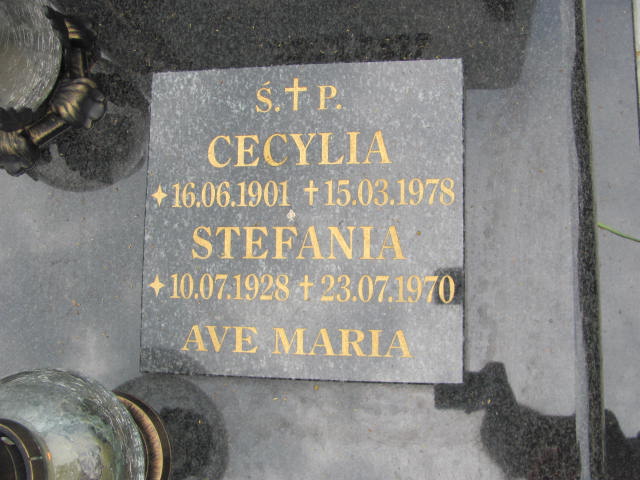 Ś.✝P.
CECYLIA
✦16.06.1901 ✝15.03.1978
STEFANIA
✦10.07.1928✝23.07.1970
AVE MARIA